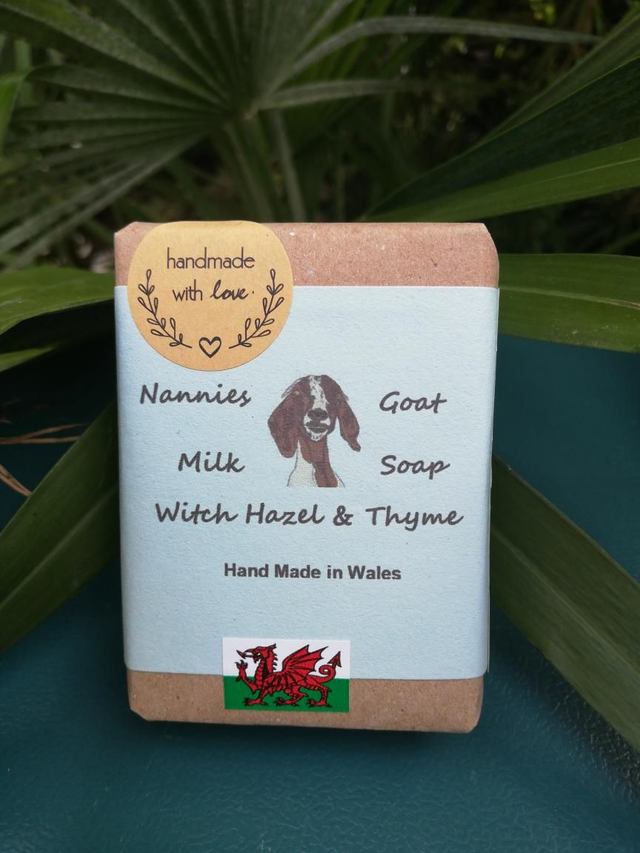 handmade
with love.
Nannies Goat
Milk Soap
Witch Hazel & Thyme
Hand Made in Wales